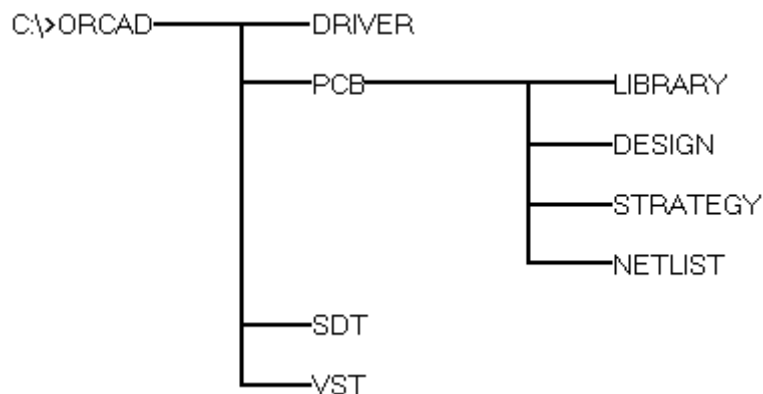 C:\>ORCAD DRIVER
PCB LIBRARY
DESIGN
STRATEGY
NETLIST
SDT
VST